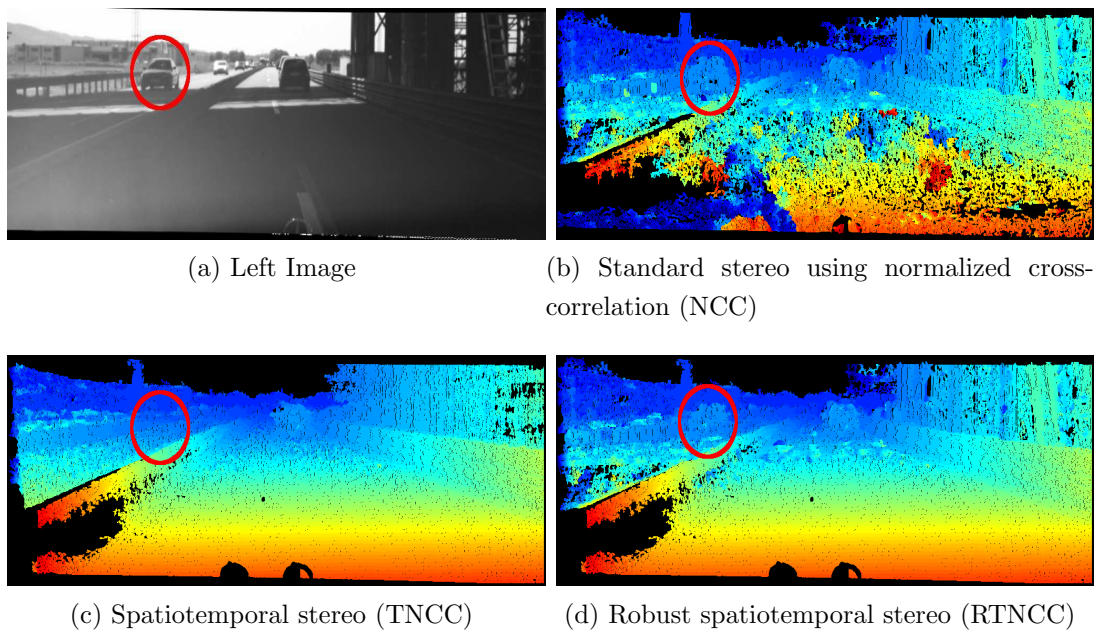 (a) Left Image
(b) Standard stereo using normalized cross-
correlation (NCC)
(c) Spatiotemporal stereo (TNCC)
(d) Robust spatiotemporal stereo (RTNCC)